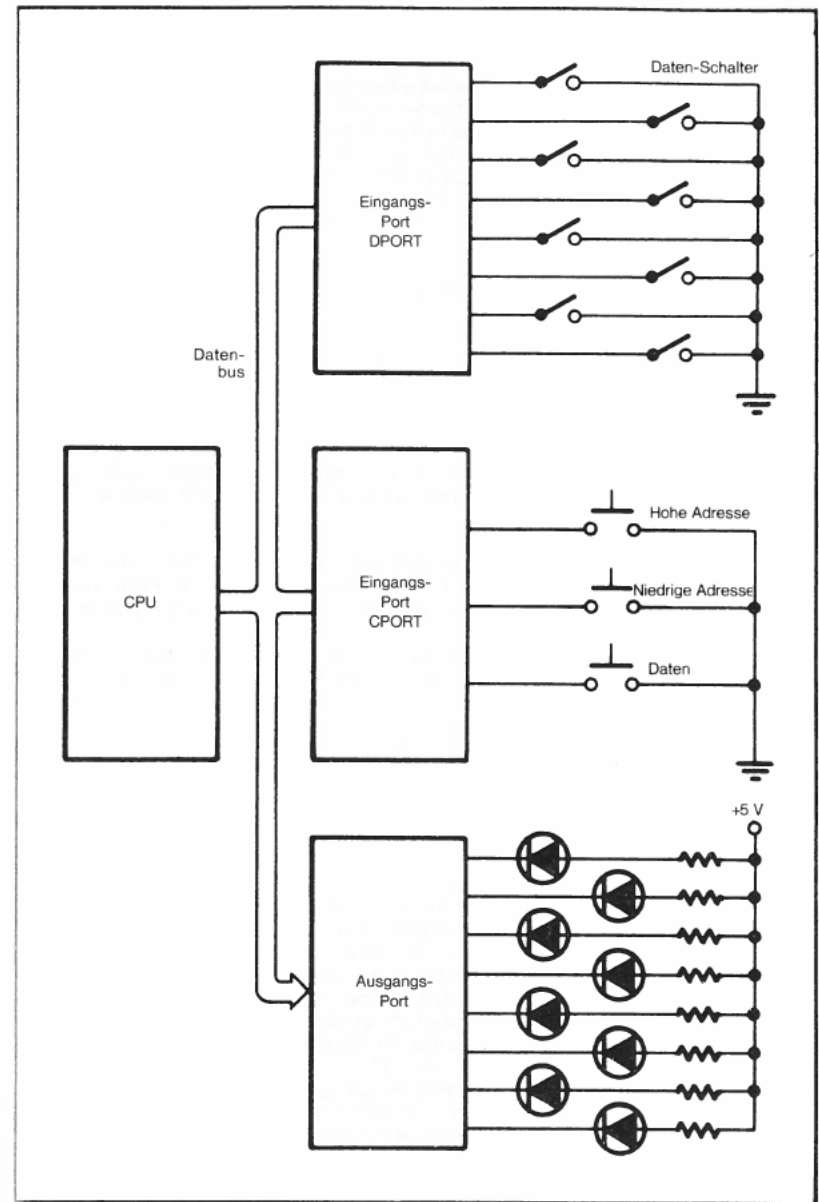 Daten-Schalter
Eingangs-
Port
DPORT
Daten-
bus
CPU
Eingangs-
Port
CPORT
Hohe Adresse
Niedrige Adresse
Daten
+5 V
Ausgangs-
Port